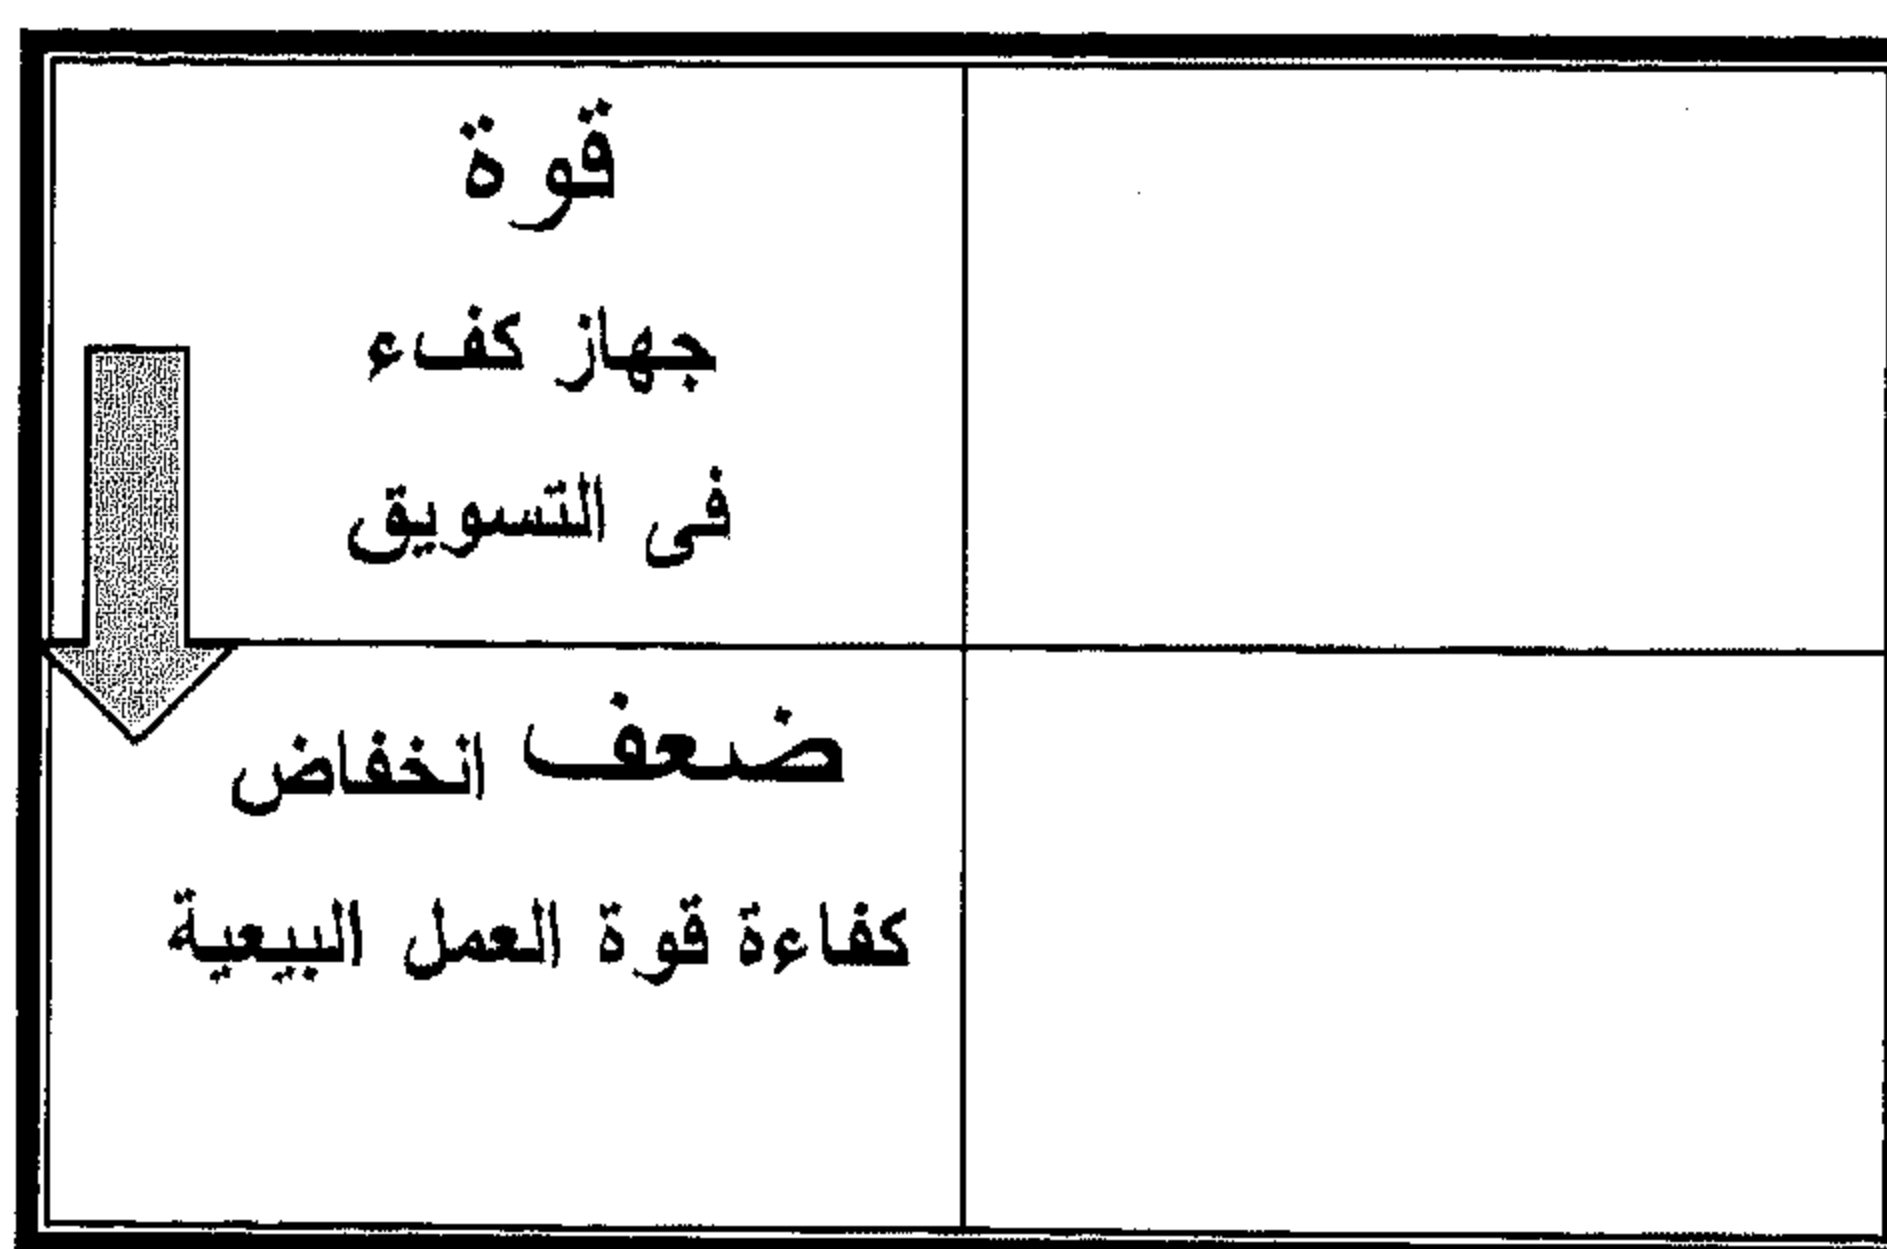 قوة
جهاز كفء
فى التسويق
ضعف انخفاض
كفاءة قوة العمل البيعية